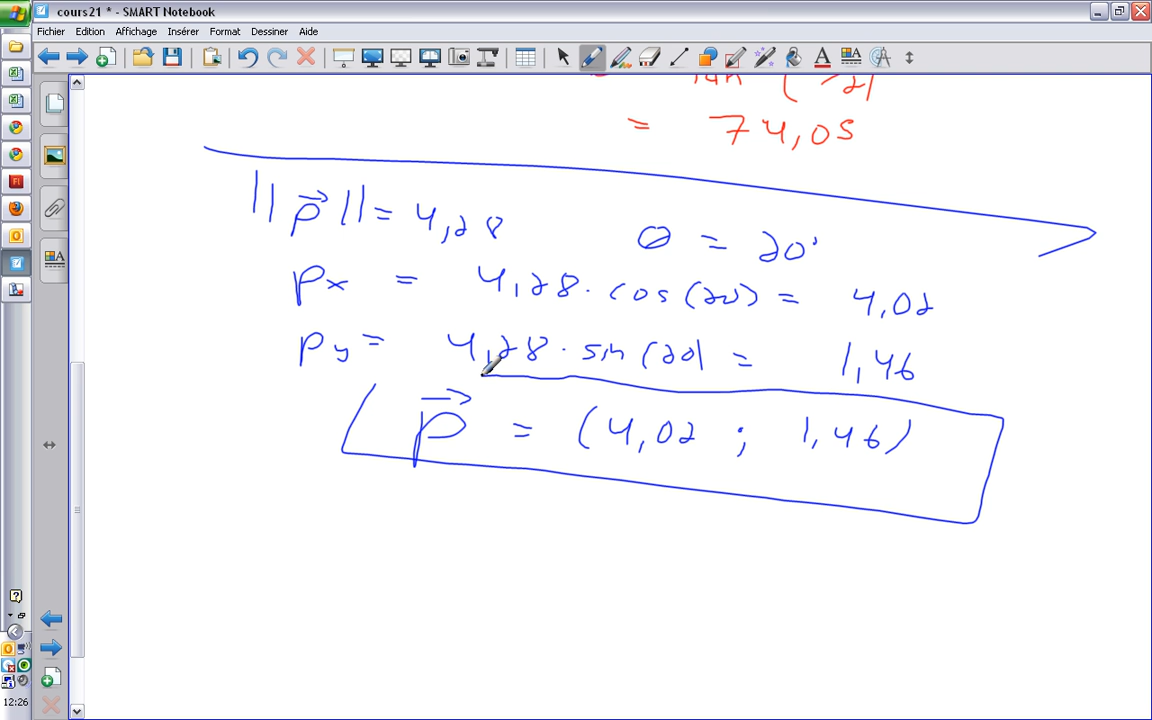 cours21 * - SMART Notebook
Fichier Edition Affichage Insérer Format Dessiner Aide
= 74,05
||p⃗|| = 4,28 θ = 20°
px = 4,28 · cos(20) = 4,02
py = 4,28 · sin(20) = 1,46
p⃗ = (4,02 ; 1,46)
12:26